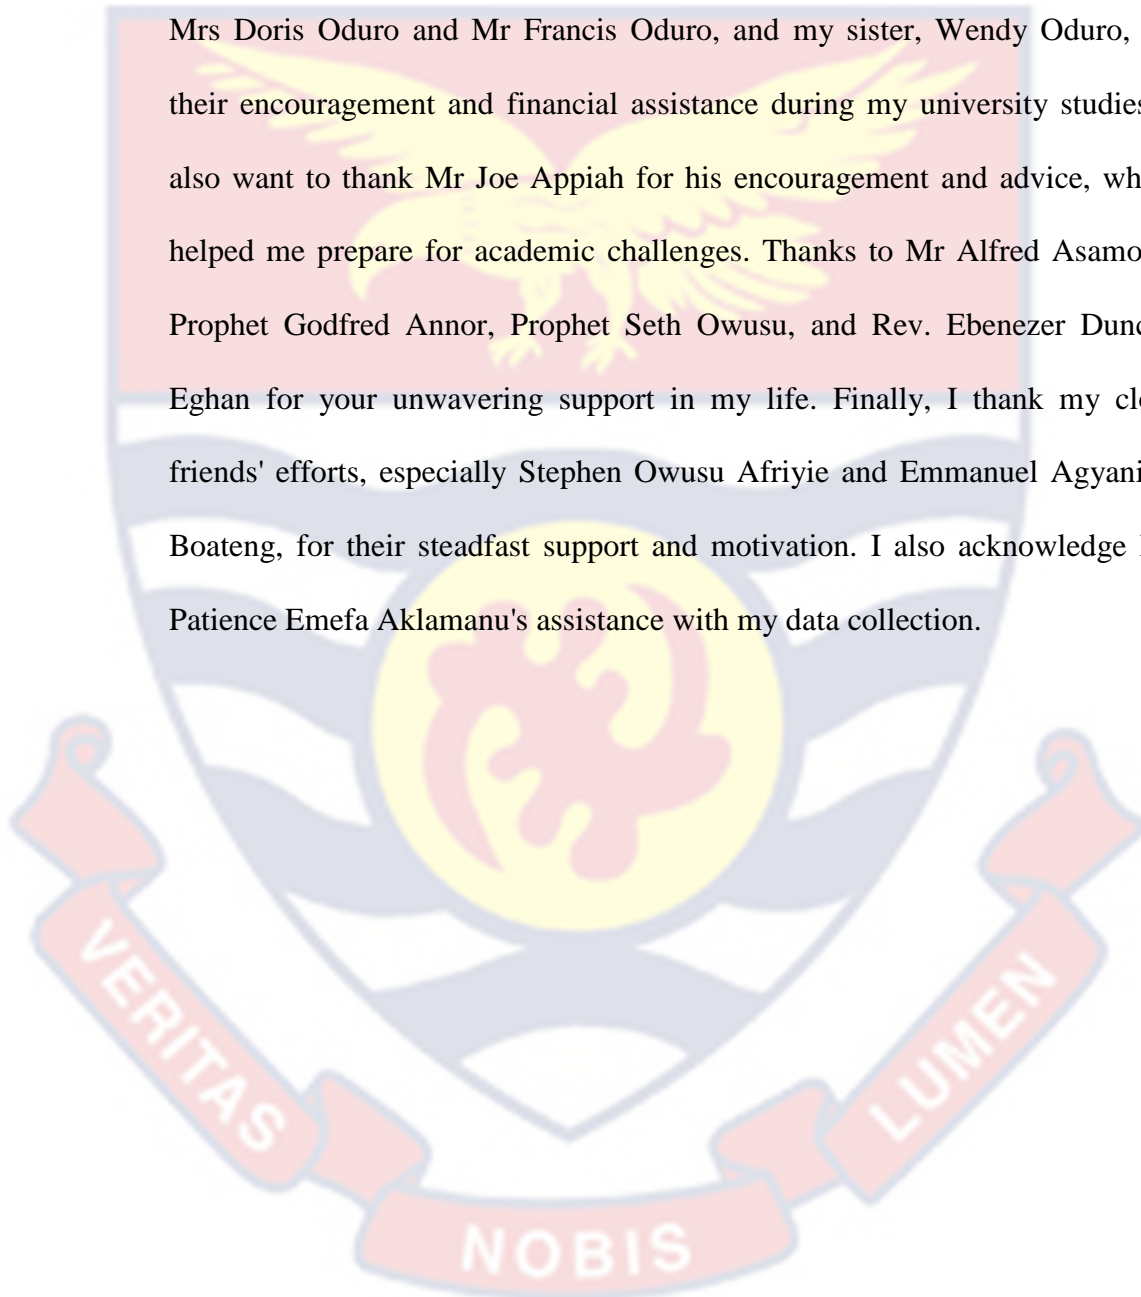 Mrs Doris Oduro and Mr Francis Oduro, and my sister, Wendy Oduro,
their encouragement and financial assistance during my university studies
also want to thank Mr Joe Appiah for his encouragement and advice, wh
helped me prepare for academic challenges. Thanks to Mr Alfred Asamo
Prophet Godfred Annor, Prophet Seth Owusu, and Rev. Ebenezer Dunc
Eghan for your unwavering support in my life. Finally, I thank my clo
friends' efforts, especially Stephen Owusu Afriyie and Emmanuel Agyani
Boateng, for their steadfast support and motivation. I also acknowledge
Patience Emefa Aklamanu's assistance with my data collection.
VERITAS
NOBIS
LUMEN